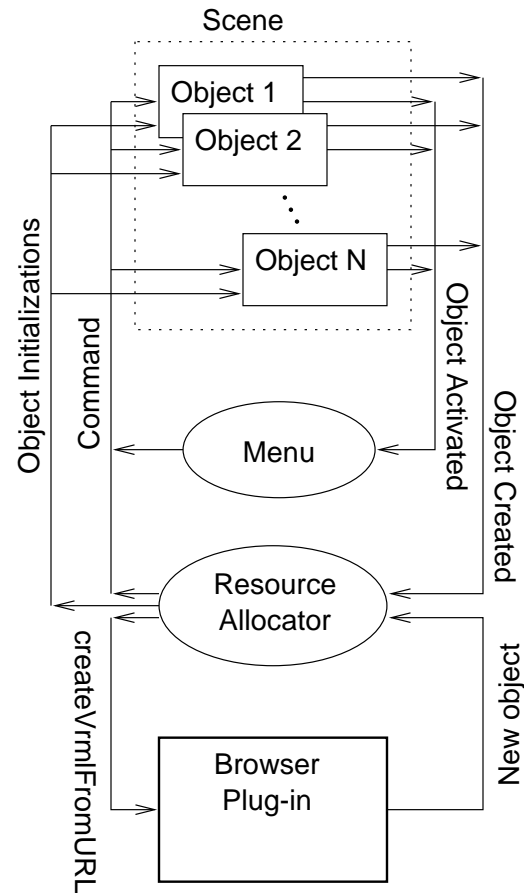 Scene
Object 1
Object 2
Object N
Object Initializations
Command
Object Activated
Object Created
Menu
Resource
Allocator
createVrmlFromURL
New object
Browser
Plug-in